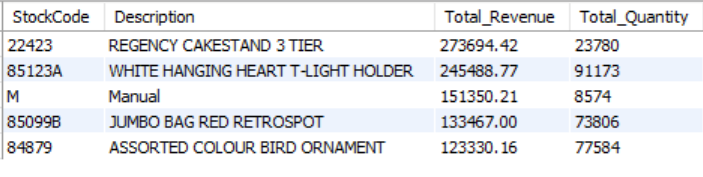 StockCode Description Total_Revenue Total_Quantity
22423 REGENCY CAKESTAND 3 TIER 273694.42 23780
85123A WHITE HANGING HEART T-LIGHT HOLDER 245488.77 91173
M Manual 151350.21 8574
85099B JUMBO BAG RED RETROSPOT 133467.00 73806
84879 ASSORTED COLOUR BIRD ORNAMENT 123330.16 77584